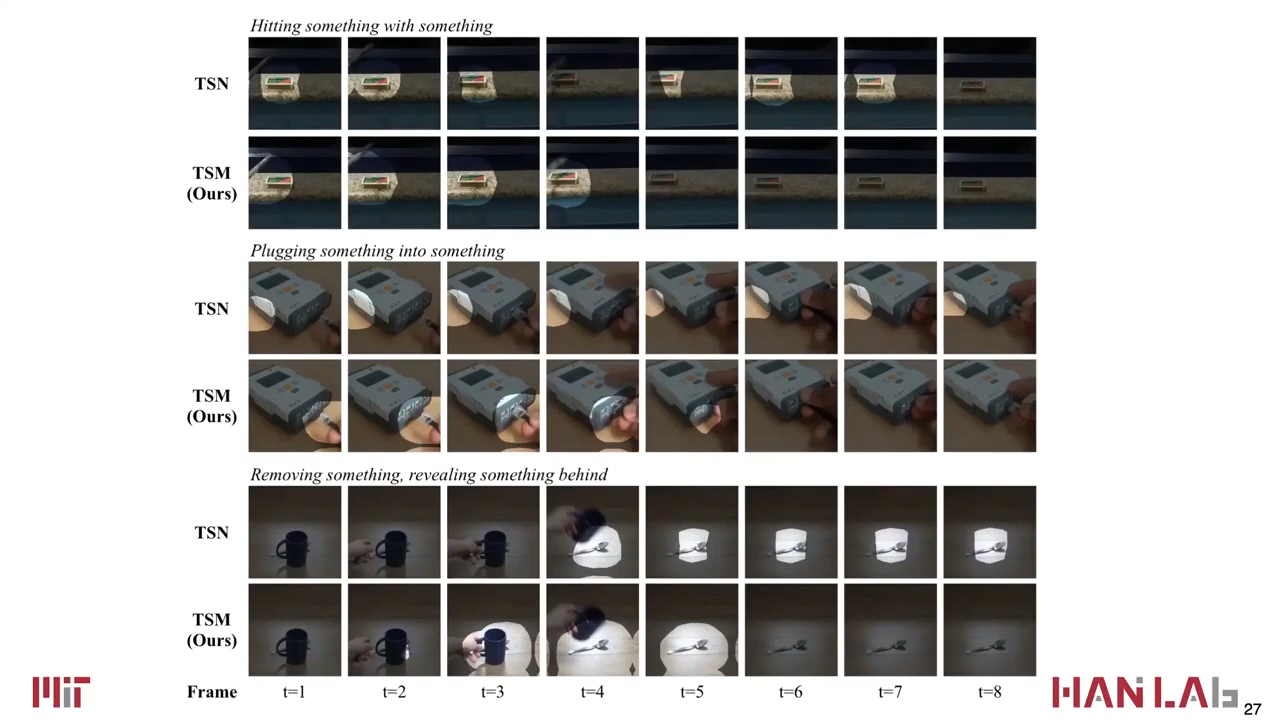 Hitting something with something
TSN
TSM
(Ours)
Plugging something into something
TSN
TSM
(Ours)
Removing something, revealing something behind
TSN
TSM
(Ours)
Frame t=1 t=2 t=3 t=4 t=5 t=6 t=7 t=8
MIT
HAN LAB
27